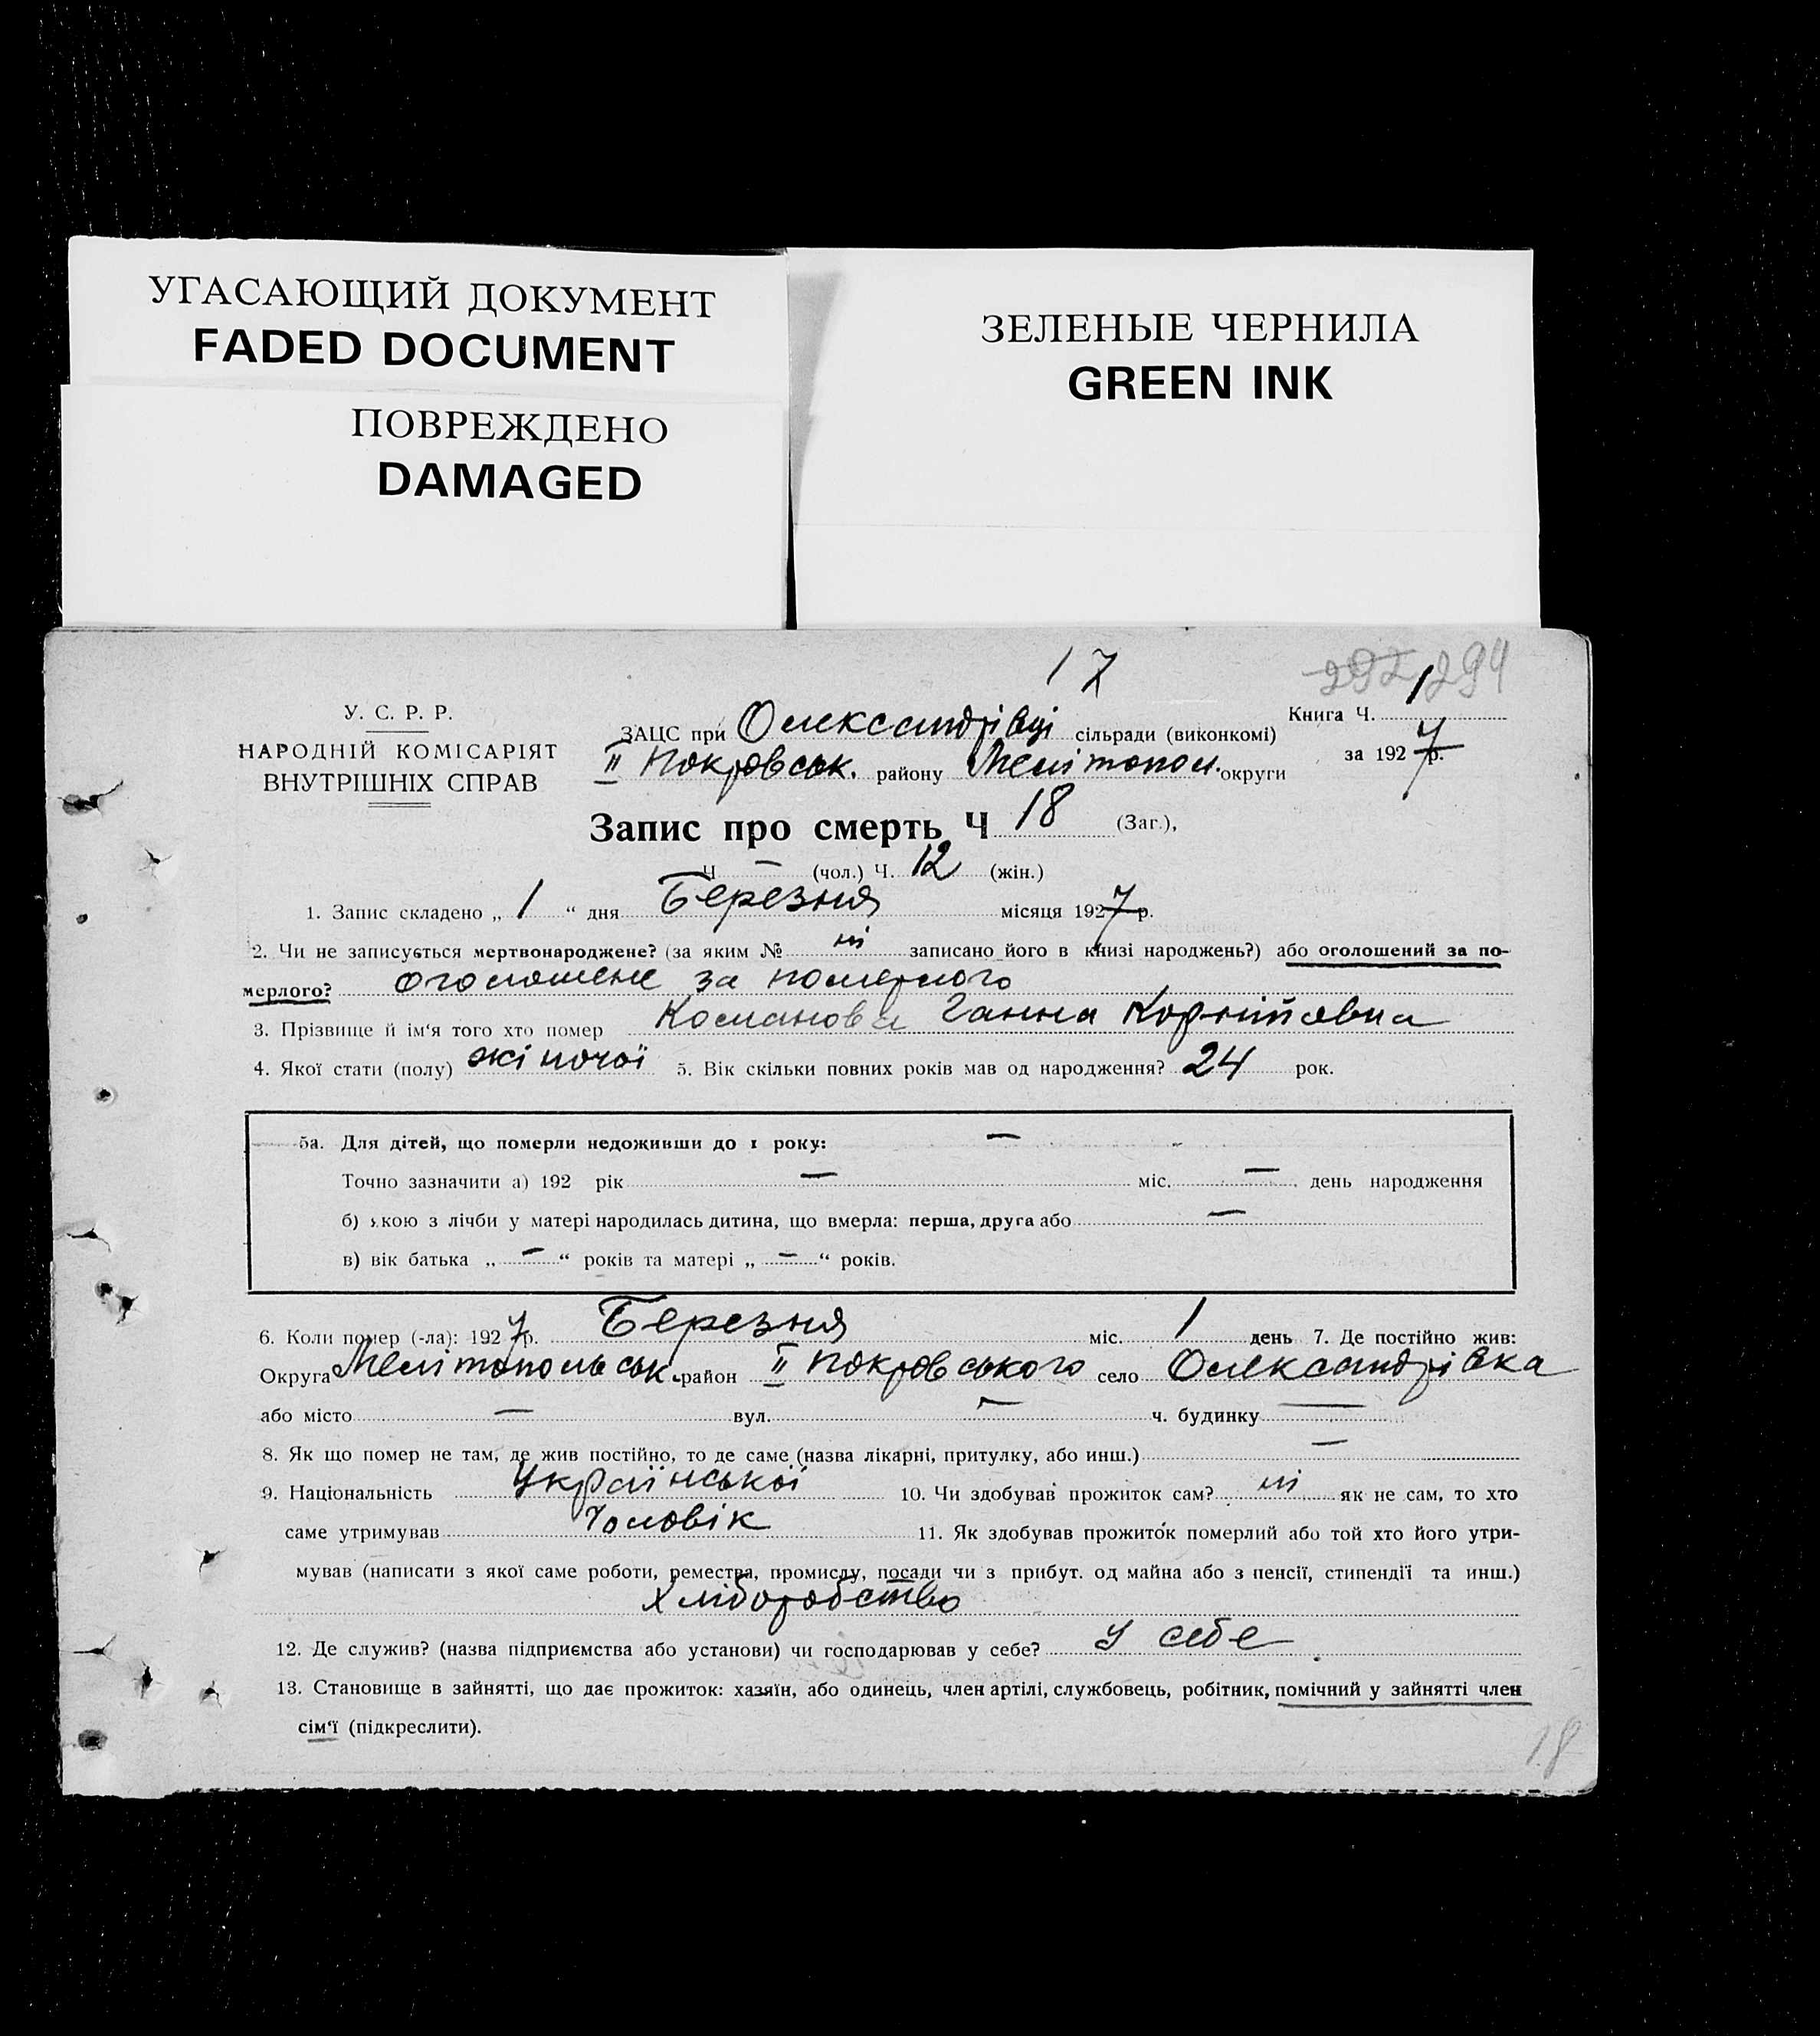 УГАСАЮЩИЙ ДОКУМЕНТ
FADED DOCUMENT
ПОВРЕЖДЕНО
DAMAGED
ЗЕЛЕНЫЕ ЧЕРНИЛА
GREEN INK
17
292 294
У. С. Р. Р.
НАРОДНІЙ КОМІСАРІЯТ
ВНУТРІШНІХ СПРАВ
Книга Ч. 1
за 1927 р.
ЗАЦС при Олександрівці сільради (виконкомі)
II Покровськ. району Мелітопол. округи
Запис про смерть Ч 18 (Заг.),
Ч — (чол.) Ч. 12 (жін.)
1. Запис складено „ 1 “ дня Березня місяця 1927 р.
2. Чи не записується мертвонароджене? (за яким № ні записано його в книзі народжень?) або оголошений за по-
мерлого? оголошене за померлого
3. Прізвище й ім‘я того хто помер Косманова Ганна Корнійовна
4. Якої стати (полу) жіночої 5. Вік скільки повних років мав од народження? 24 рок.
5а. Для дітей, що померли недоживши до 1 року: —
Точно зазначити а) 192 рік — міс. — день народження
б) якою з лічби у матері народилась дитина, що вмерла: перша, друга або —
в) вік батька „ — “ років та матері „ — “ років.
6. Коли помер (-ла): 1927 р. Березня міс. 1 день 7. Де постійно жив:
Округа Мелітопольськ. район II Покровського село Олександрівка
або місто — вул. — ч. будинку —
8. Як що помер не там, де жив постійно, то де саме (назва лікарні, притулку, або инш.) —
9. Національність Української 10. Чи здобував прожиток сам? ні як не сам, то хто
саме утримував Чоловік 11. Як здобував прожиток померлий або той хто його утри-
мував (написати з якої саме роботи, ремества, промислу, посади чи з прибут. од майна або з пенсії, стипендії та инш.)
Хліборобство
12. Де служив? (назва підприємства або установи) чи господарював у себе? у себе
13. Становище в зайнятті, що дає прожиток: хазяїн, або одинець, член артілі, службовець, робітник, помічний у зайнятті член
сім‘ї (підкреслити).
18